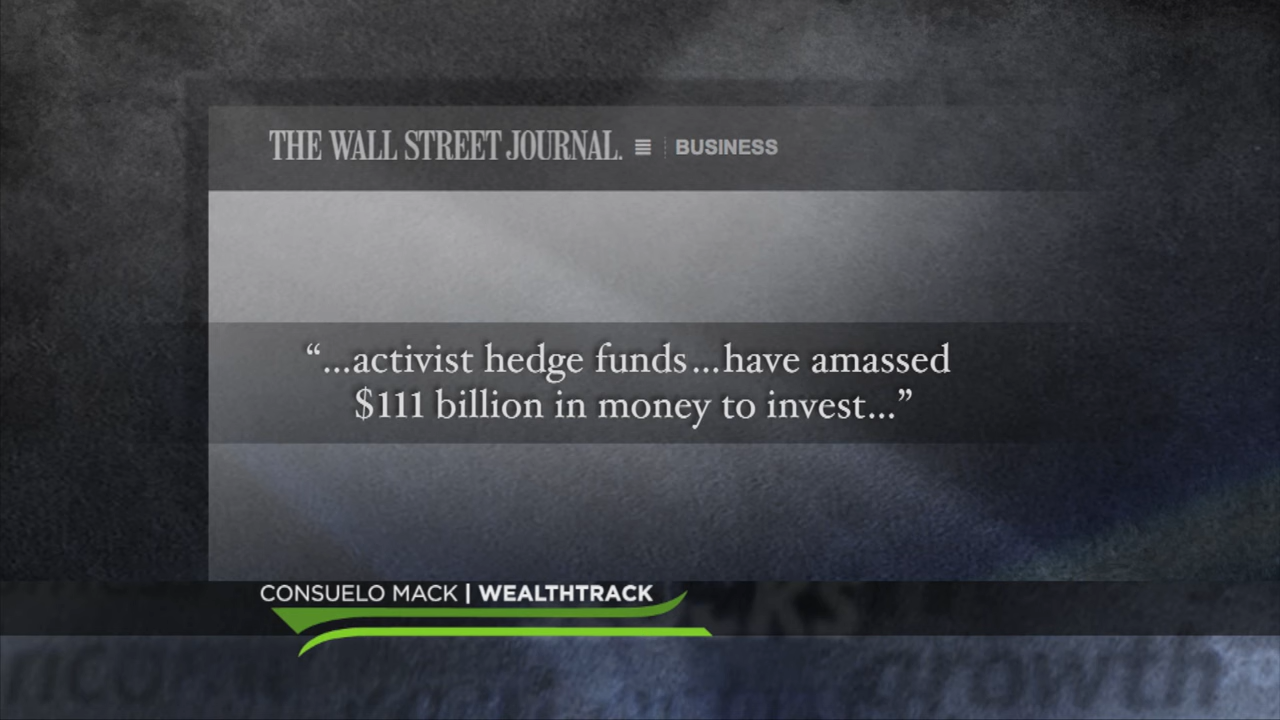 THE WALL STREET JOURNAL. ≡ | BUSINESS
“...activist hedge funds...have amassed
$111 billion in money to invest...”
CONSUELO MACK | WEALTHTRACK
growth